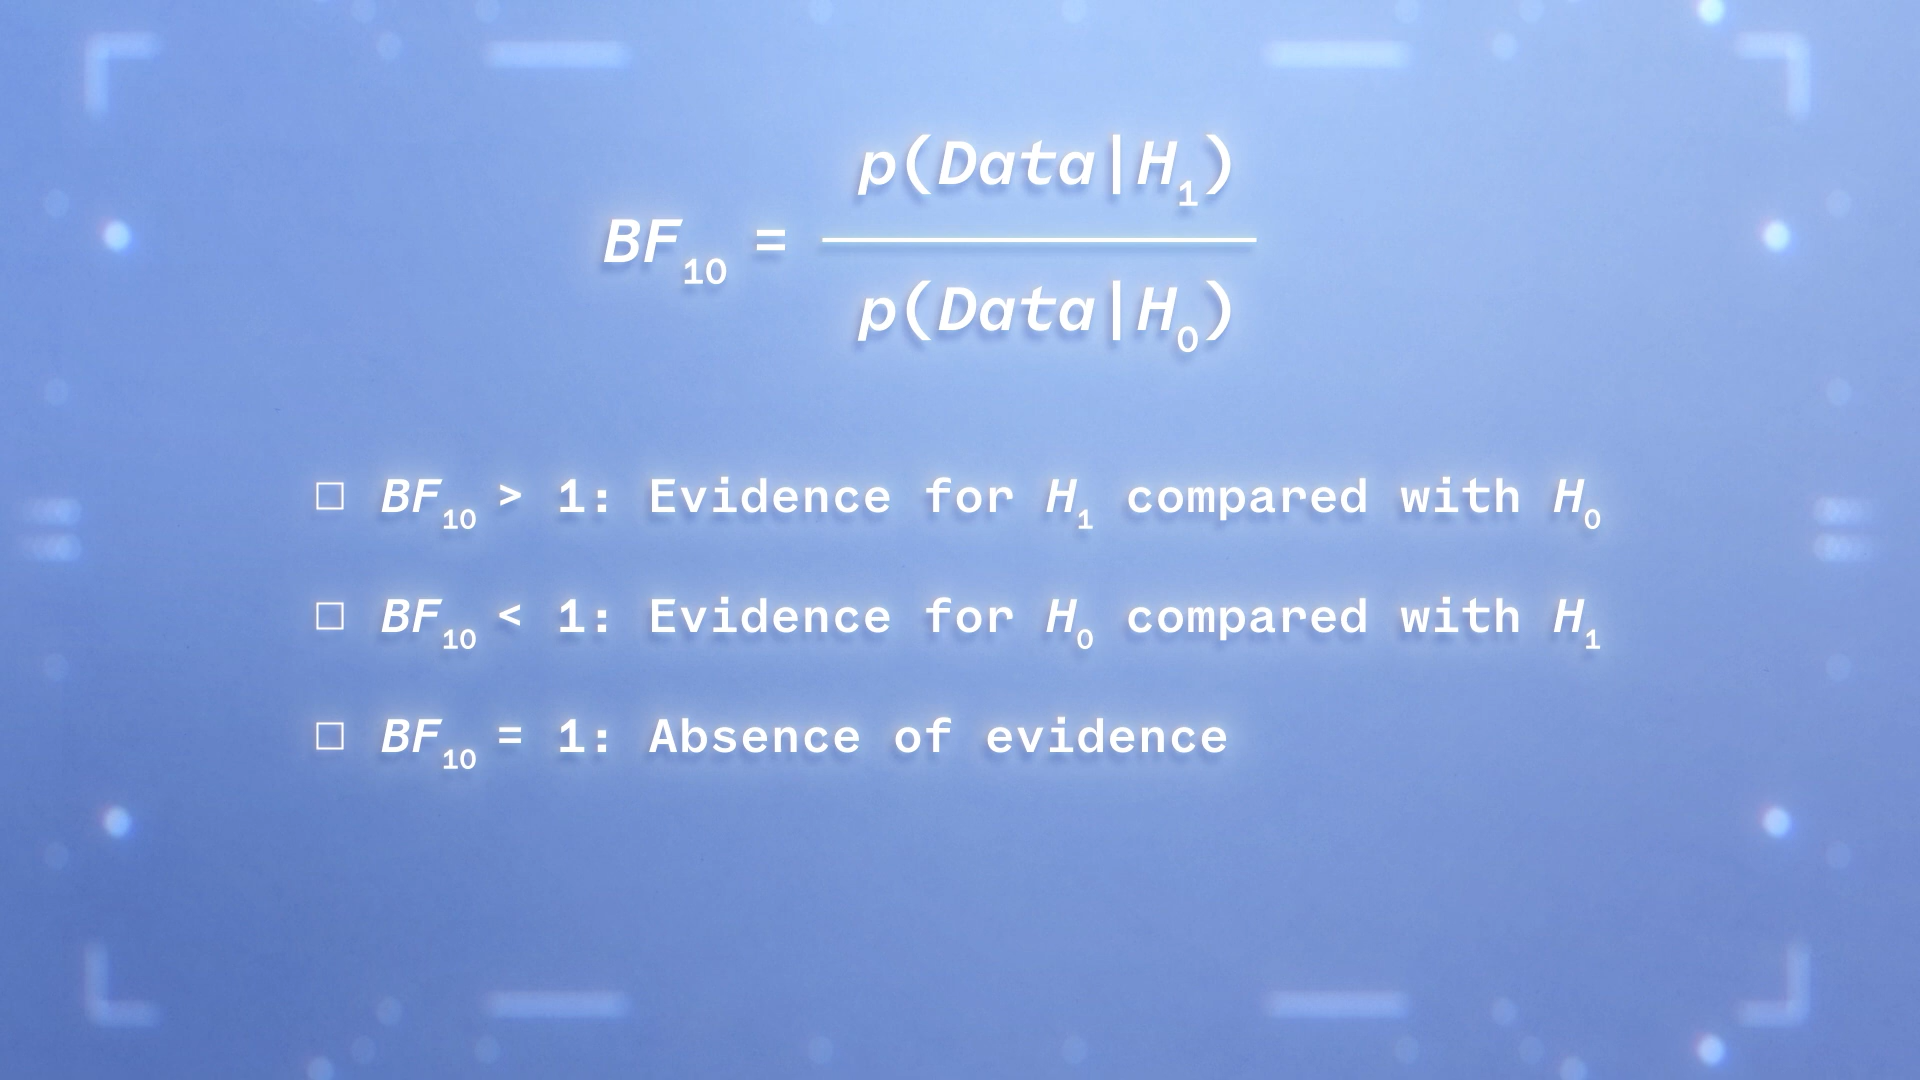 p(Data|H₁)
BF₁₀ =
p(Data|H₀)
□ BF₁₀ > 1: Evidence for H₁ compared with H₀
□ BF₁₀ < 1: Evidence for H₀ compared with H₁
□ BF₁₀ = 1: Absence of evidence